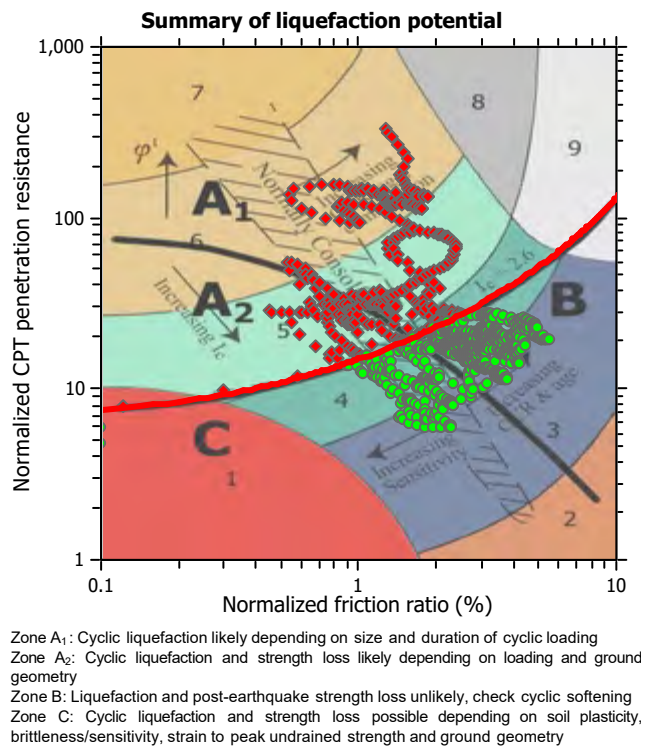 Summary of liquefaction potential
1,000
100
10
1
Normalized CPT penetration resistance
0.1
1
10
Normalized friction ratio (%)
7
8
9
φ'
A1
Increasing
Normally Consol
6
A2
Increasing Ic
5
Ic = 2.6
B
4
C
1
Increasing
OCR & age
3
Increasing
Sensitivity
2
Zone A1: Cyclic liquefaction likely depending on size and duration of cyclic loading
Zone A2: Cyclic liquefaction and strength loss likely depending on loading and ground
geometry
Zone B: Liquefaction and post-earthquake strength loss unlikely, check cyclic softening
Zone C: Cyclic liquefaction and strength loss possible depending on soil plasticity,
brittleness/sensitivity, strain to peak undrained strength and ground geometry